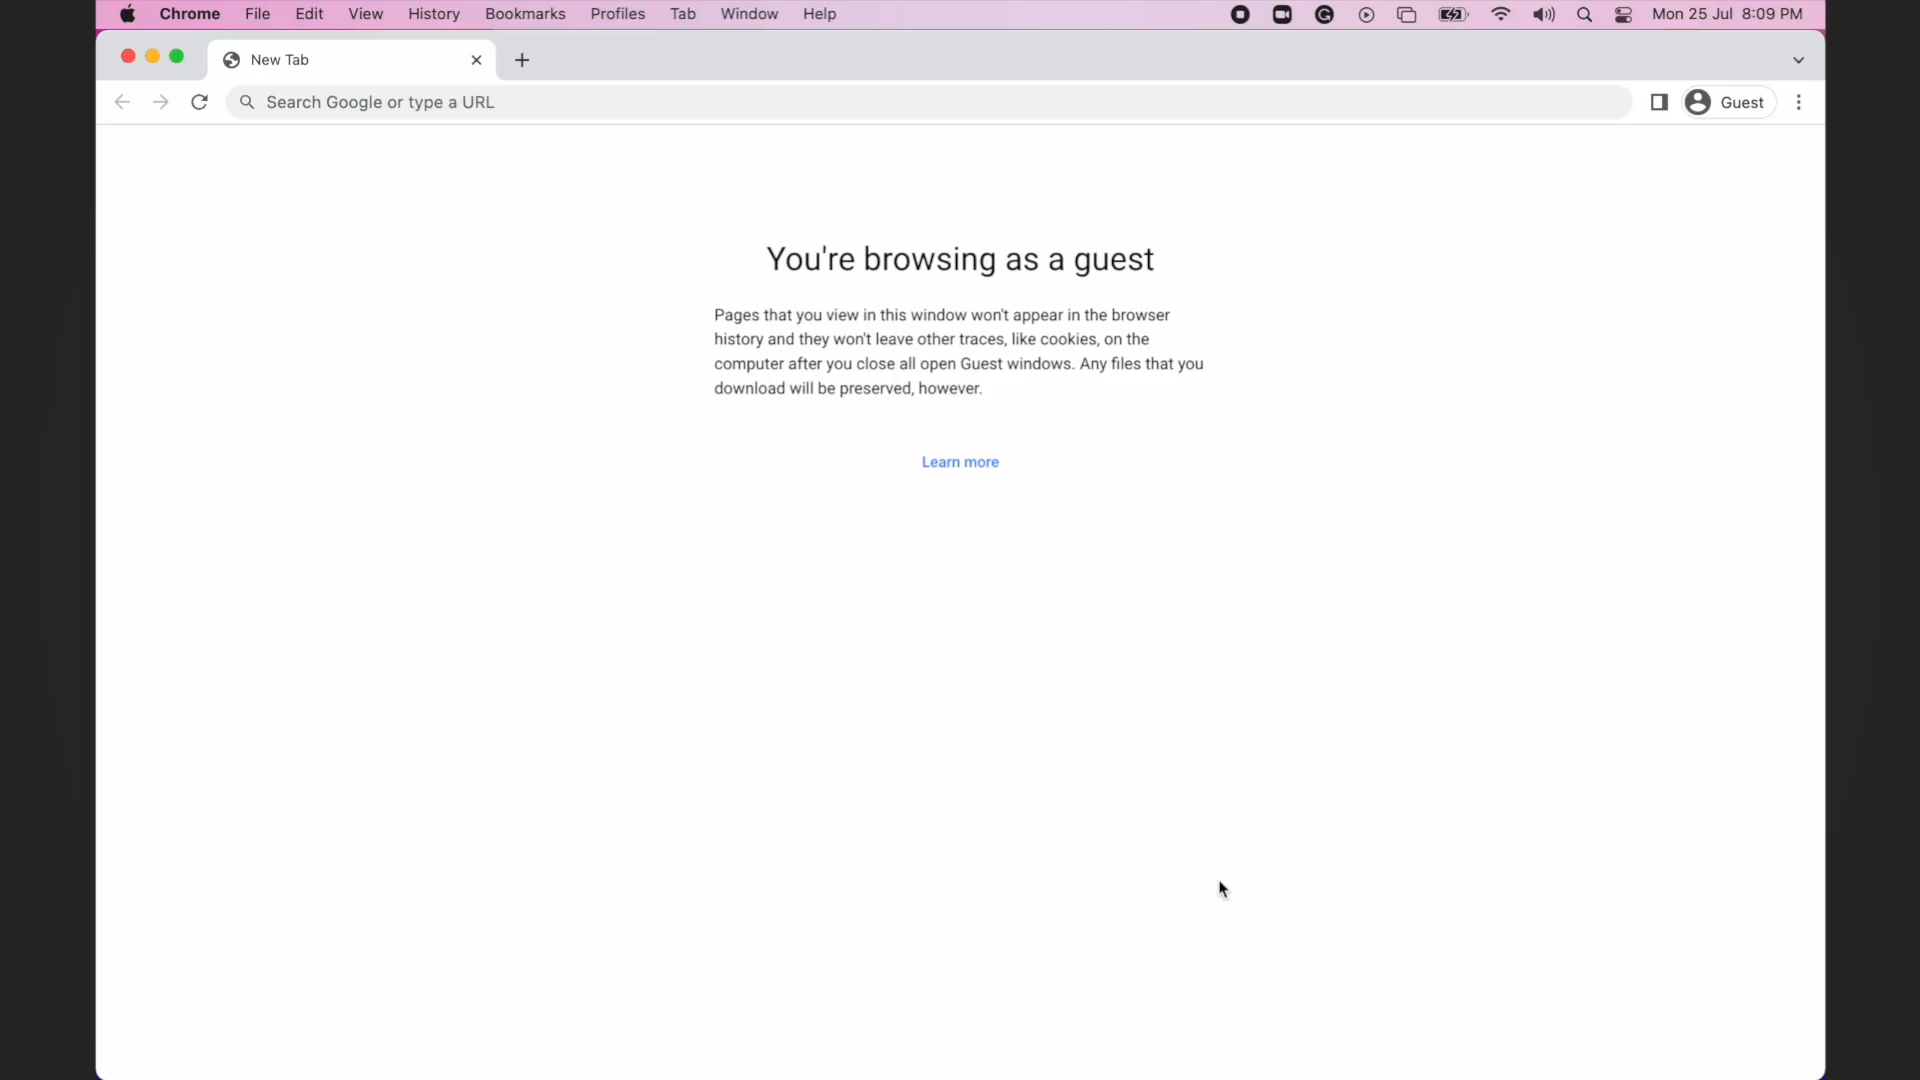 Chrome File Edit View History Bookmarks Profiles Tab Window Help Mon 25 Jul 8:09 PM
New Tab
Search Google or type a URL Guest
You're browsing as a guest
Pages that you view in this window won't appear in the browser
history and they won't leave other traces, like cookies, on the
computer after you close all open Guest windows. Any files that you
download will be preserved, however.
Learn more